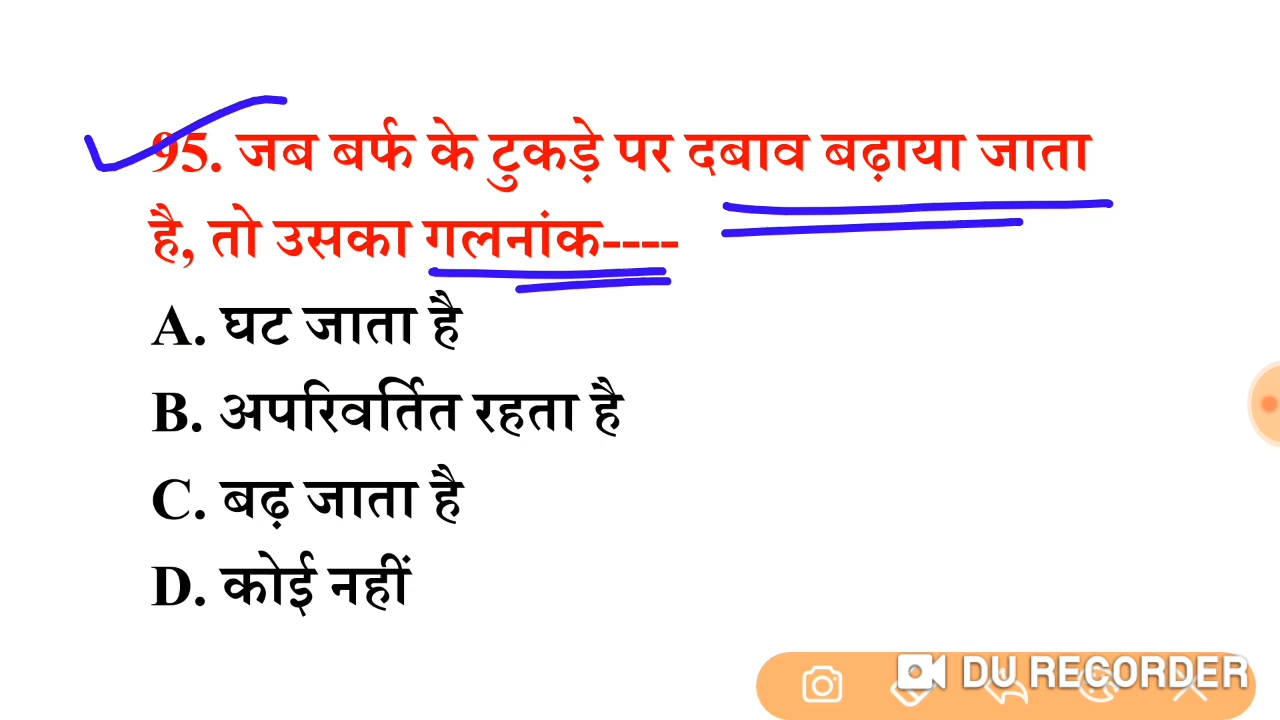 95. जब बर्फ के टुकड़े पर दबाव बढ़ाया जाता
है, तो उसका गलनांक----
A. घट जाता है
B. अपरिवर्तित रहता है
C. बढ़ जाता है
D. कोई नहीं
DU RECORDER